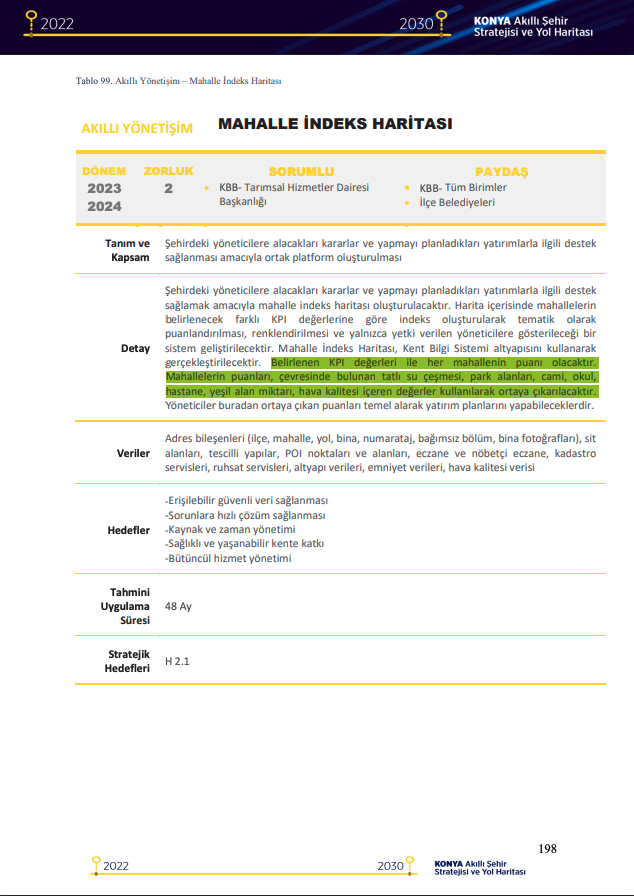 2022
2030
KONYA Akıllı Şehir
Stratejisi ve Yol Haritası
Tablo 99. Akıllı Yönetişim – Mahalle İndeks Haritası
AKILLI YÖNETİŞİM
MAHALLE İNDEKS HARİTASI
DÖNEM
ZORLUK
SORUMLU
PAYDAŞ
2023
2024
2
• KBB- Tarımsal Hizmetler Dairesi
Başkanlığı
• KBB- Tüm Birimler
• İlçe Belediyeleri
Tanım ve
Kapsam
Şehirdeki yöneticilere alacakları kararlar ve yapmayı planladıkları yatırımlarla ilgili destek
sağlanması amacıyla ortak platform oluşturulması
Detay
Şehirdeki yöneticilere alacakları kararlar ve yapmayı planladıkları yatırımlarla ilgili destek
sağlamak amacıyla mahalle indeks haritası oluşturulacaktır. Harita içerisinde mahallelerin
belirlenecek farklı KPI değerlerine göre indeks oluşturularak tematik olarak
puanlandırılması, renklendirilmesi ve yalnızca yetki verilen yöneticilere gösterileceği bir
sistem geliştirilecektir. Mahalle İndeks Haritası, Kent Bilgi Sistemi altyapısını kullanarak
gerçekleştirilecektir. Belirlenen KPI değerleri ile her mahallenin puanı olacaktır.
Mahallelerin puanları, çevresinde bulunan tatlı su çeşmesi, park alanları, cami, okul,
hastane, yeşil alan miktarı, hava kalitesi içeren değerler kullanılarak ortaya çıkarılacaktır.
Yöneticiler buradan ortaya çıkan puanları temel alarak yatırım planlarını yapabileceklerdir.
Veriler
Adres bileşenleri (ilçe, mahalle, yol, bina, numarataj, bağımsız bölüm, bina fotoğrafları), sit
alanları, tescilli yapılar, POI noktaları ve alanları, eczane ve nöbetçi eczane, kadastro
servisleri, ruhsat servisleri, altyapı verileri, emniyet verileri, hava kalitesi verisi
Hedefler
-Erişilebilir güvenli veri sağlanması
-Sorunlara hızlı çözüm sağlanması
-Kaynak ve zaman yönetimi
-Sağlıklı ve yaşanabilir kente katkı
-Bütüncül hizmet yönetimi
Tahmini
Uygulama
Süresi
48 Ay
Stratejik
Hedefleri
H 2.1
198
2022
2030
KONYA Akıllı Şehir
Stratejisi ve Yol Haritası